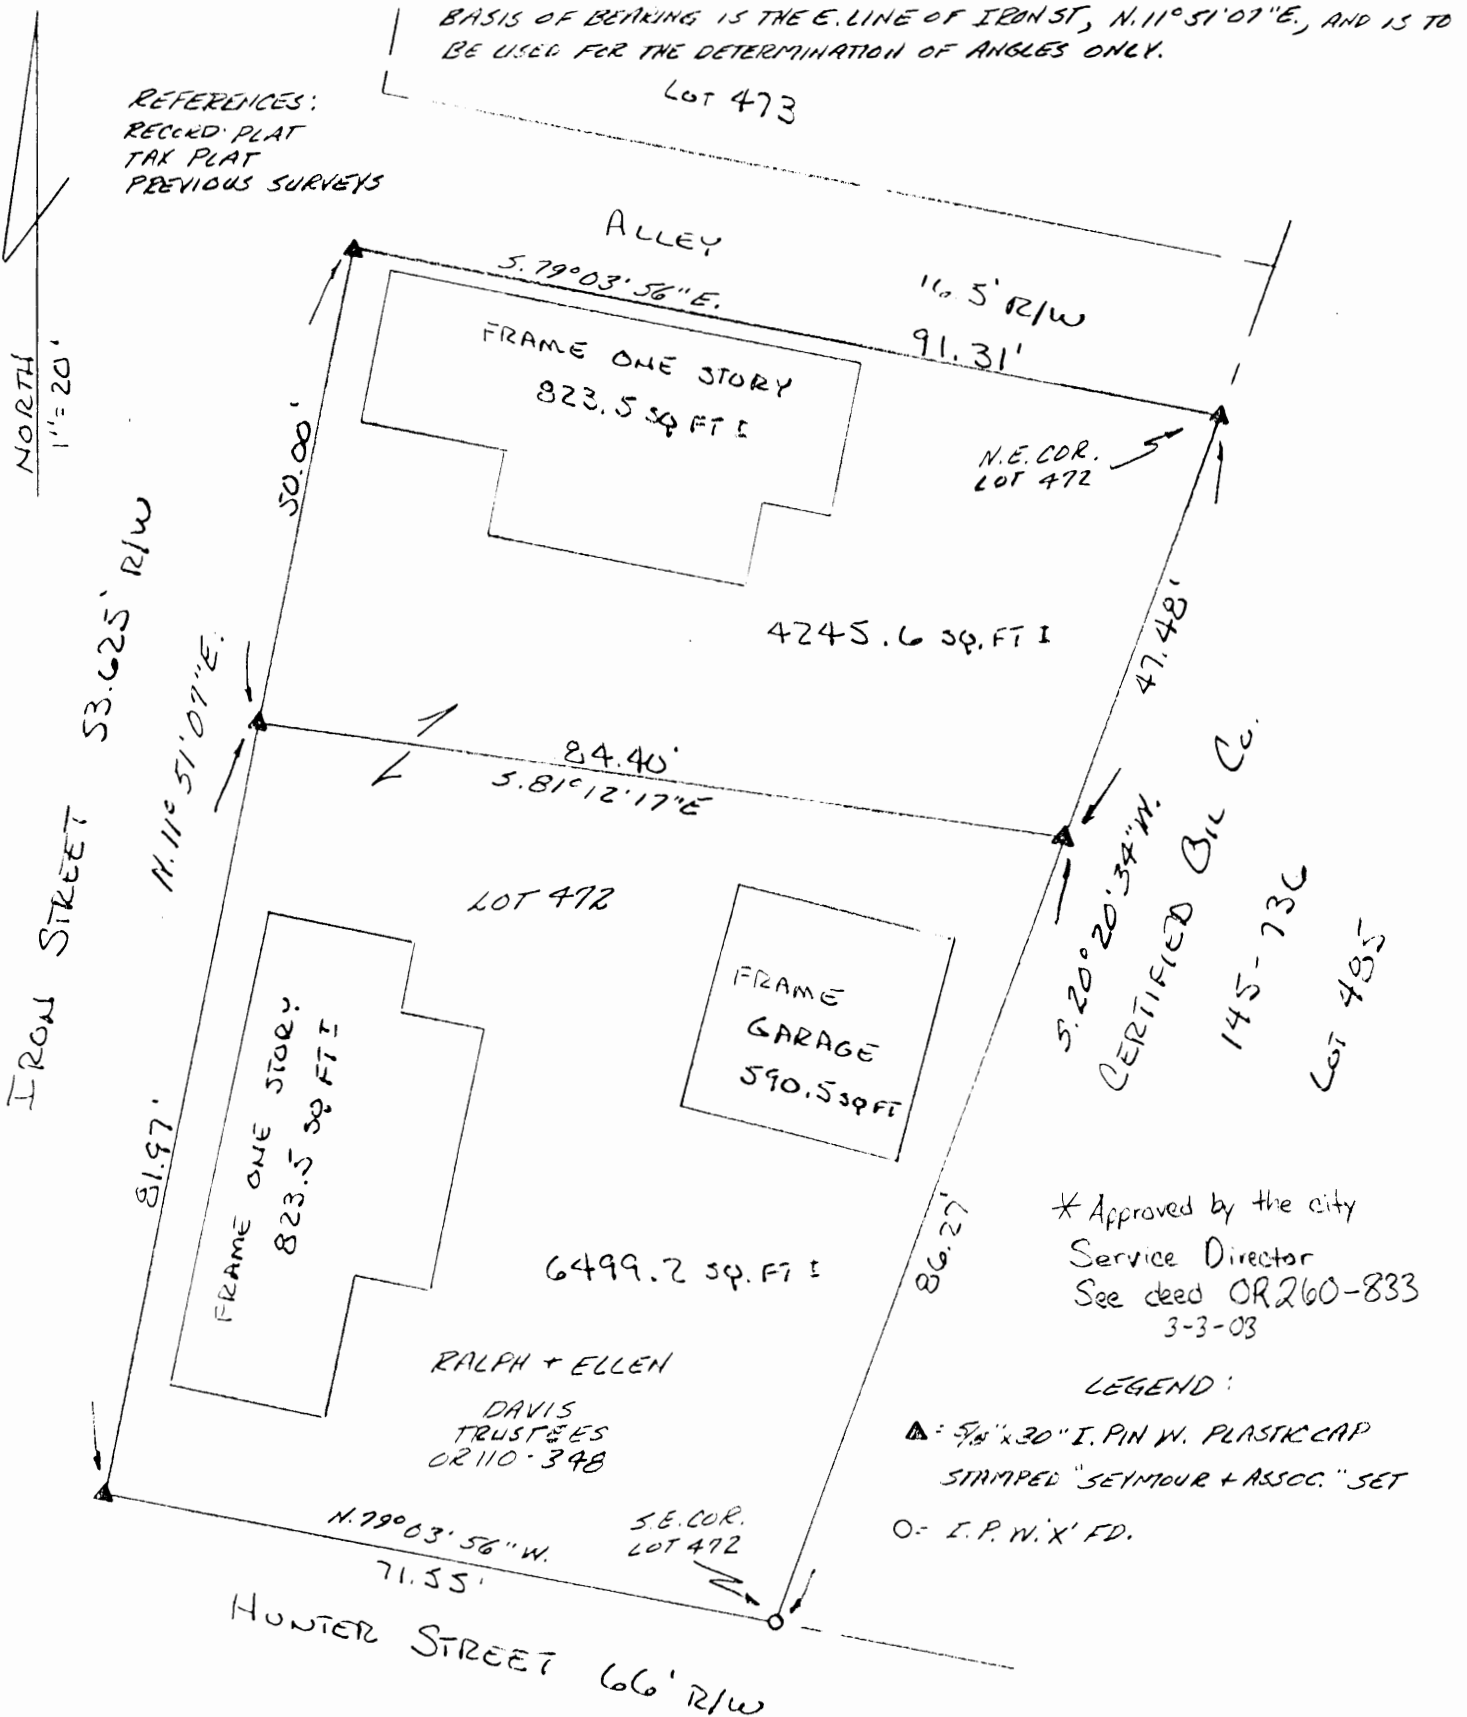 BASIS OF BEARING IS THE E. LINE OF IRON ST, N. 11° 51' 07" E., AND IS TO
BE USED FOR THE DETERMINATION OF ANGLES ONLY.
LOT 473
REFERENCES:
RECORD PLAT
TAX PLAT
PREVIOUS SURVEYS
NORTH
1"=20'
ALLEY
S. 79° 03' 56" E.
16.5' R/W
91.31'
FRAME ONE STORY
823.5 SQ FT ±
N.E. COR.
LOT 472
50.00'
IRON STREET 53.625' R/W
N. 11° 51' 07" E.
4245.6 SQ. FT ±
47.48'
84.40'
S. 81° 12' 17" E
S. 20° 20' 34" W.
CERTIFIED OIL CO.
145-736
LOT 485
LOT 472
FRAME
GARAGE
590.5 SQ FT
FRAME ONE STORY
823.5 SQ FT ±
81.97'
86.27'
6499.2 SQ. FT ±
* Approved by the city
Service Director
See deed OR260-833
3-3-03
RALPH + ELLEN
DAVIS
TRUSTEES
OR 110-348
LEGEND:
▲= 5/8"x30" I. PIN W. PLASTIC CAP
STAMPED "SEYMOUR + ASSOC." SET
O= I.P. W. 'X' FD.
N. 79° 03' 56" W.
71.55'
S.E. COR.
LOT 472
HUNTER STREET 66' R/W